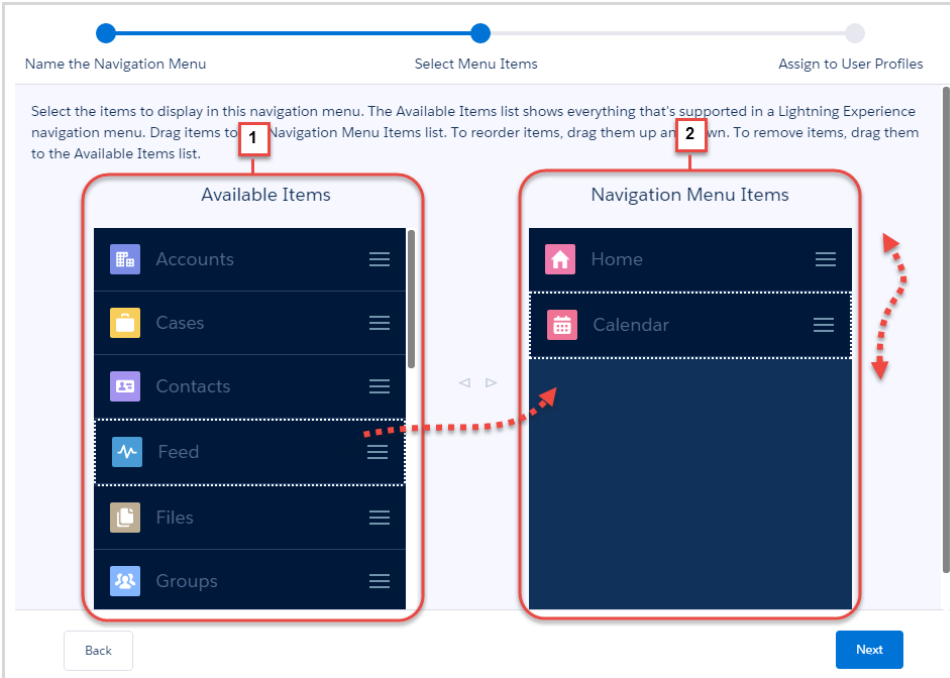 Name the Navigation Menu
Select Menu Items
Assign to User Profiles
Select the items to display in this navigation menu. The Available Items list shows everything that's supported in a Lightning Experience
navigation menu. Drag items to Navigation Menu Items list. To reorder items, drag them up an wn. To remove items, drag them
to the Available Items list.
1
2
Available Items
Accounts
Cases
Contacts
Feed
Files
Groups
Navigation Menu Items
Home
Calendar
Back
Next